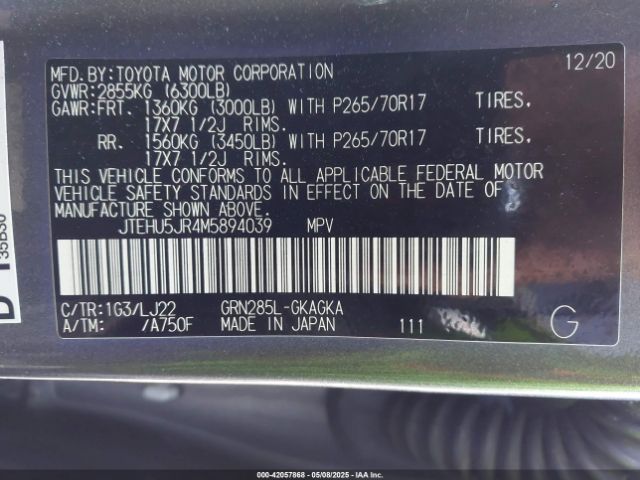 MFD.BY:TOYOTA MOTOR CORPORATION 12/20
GVWR:2855KG (6300LB)
GAWR:FRT. 1360KG (3000LB) WITH P265/70R17 TIRES,
17X7 1/2J RIMS.
RR. 1560KG (3450LB) WITH P265/70R17 TIRES,
17X7 1/2J RIMS.
THIS VEHICLE CONFORMS TO ALL APPLICABLE FEDERAL MOTOR
VEHICLE SAFETY STANDARDS IN EFFECT ON THE DATE OF
MANUFACTURE SHOWN ABOVE.
JTEHU5JR4M5894039 MPV
C/TR:1G3/LJ22 GRN285L-GKAGKA
A/TM: /A750F MADE IN JAPAN 111 G
35B30
000-42057868 - 05/08/2025 - IAAI.COM